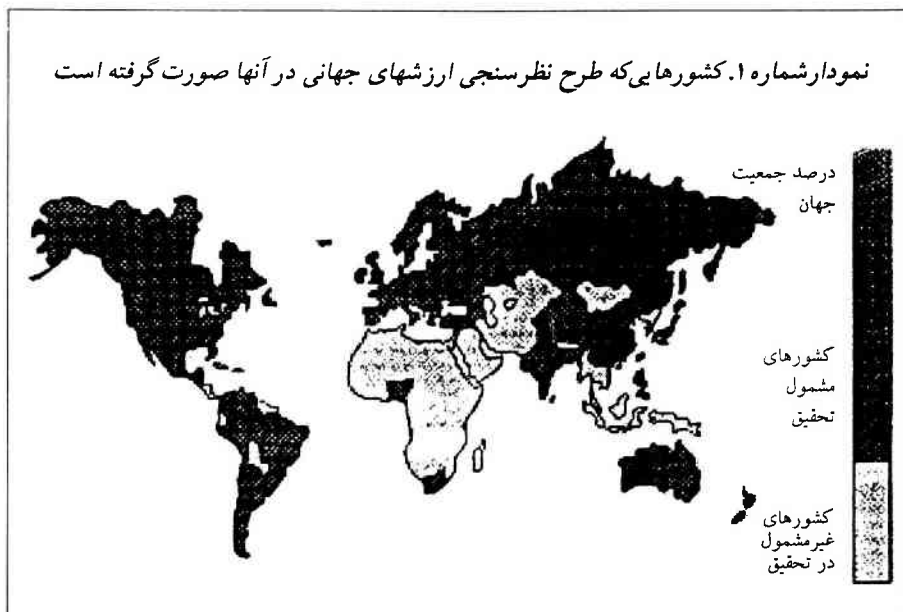 نمودارشماره ۱. کشورهایی‌که طرح نظرسنجی ارزشهای جهانی در آنها صورت گرفته است
درصد جمعیت
جهان
کشورهای
مشمول
تحقیق
کشورهای
غیرمشمول
در تحقیق